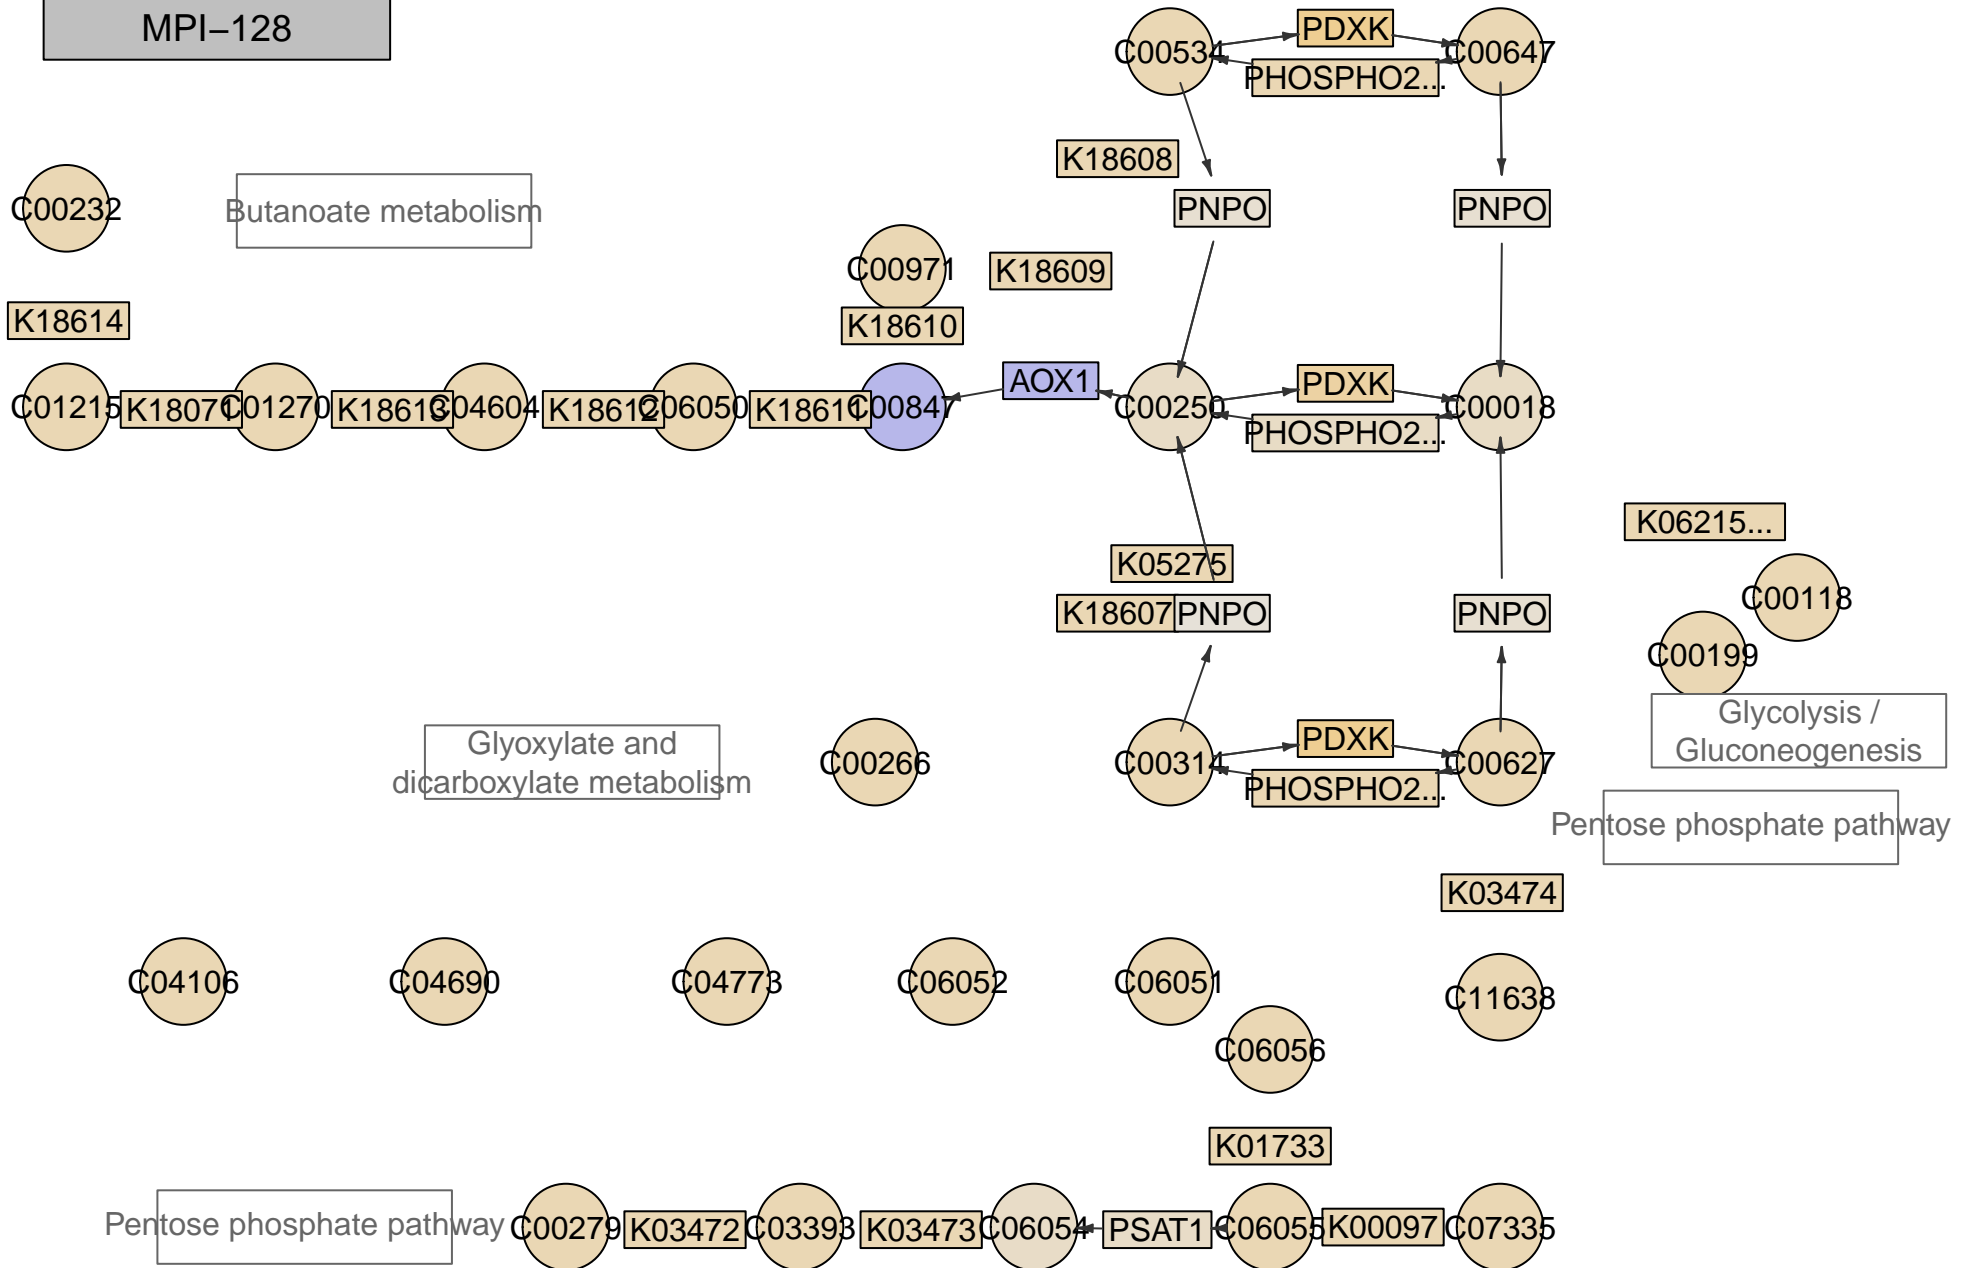 MPI−128
C00534
PDXK
C00647
PHOSPHO2...
K18608
C00232
Butanoate metabolism
PNPO
PNPO
C00971
K18609
K18614
K18610
AOX1
PDXK
C01215
K18071
C01270
K18613
C04604
K18612
C06050
K18611
C00847
C00250
C00018
PHOSPHO2...
K06215...
K05275
C00118
K18607
PNPO
PNPO
C00199
Glycolysis /
Gluconeogenesis
Glyoxylate and
dicarboxylate metabolism
C00266
C00314
PDXK
C00627
PHOSPHO2...
Pentose phosphate pathway
K03474
C04106
C04690
C04773
C06052
C06051
C11638
C06056
K01733
Pentose phosphate pathway
C00279
K03472
C03393
K03473
C06054
PSAT1
C06055
K00097
C07335